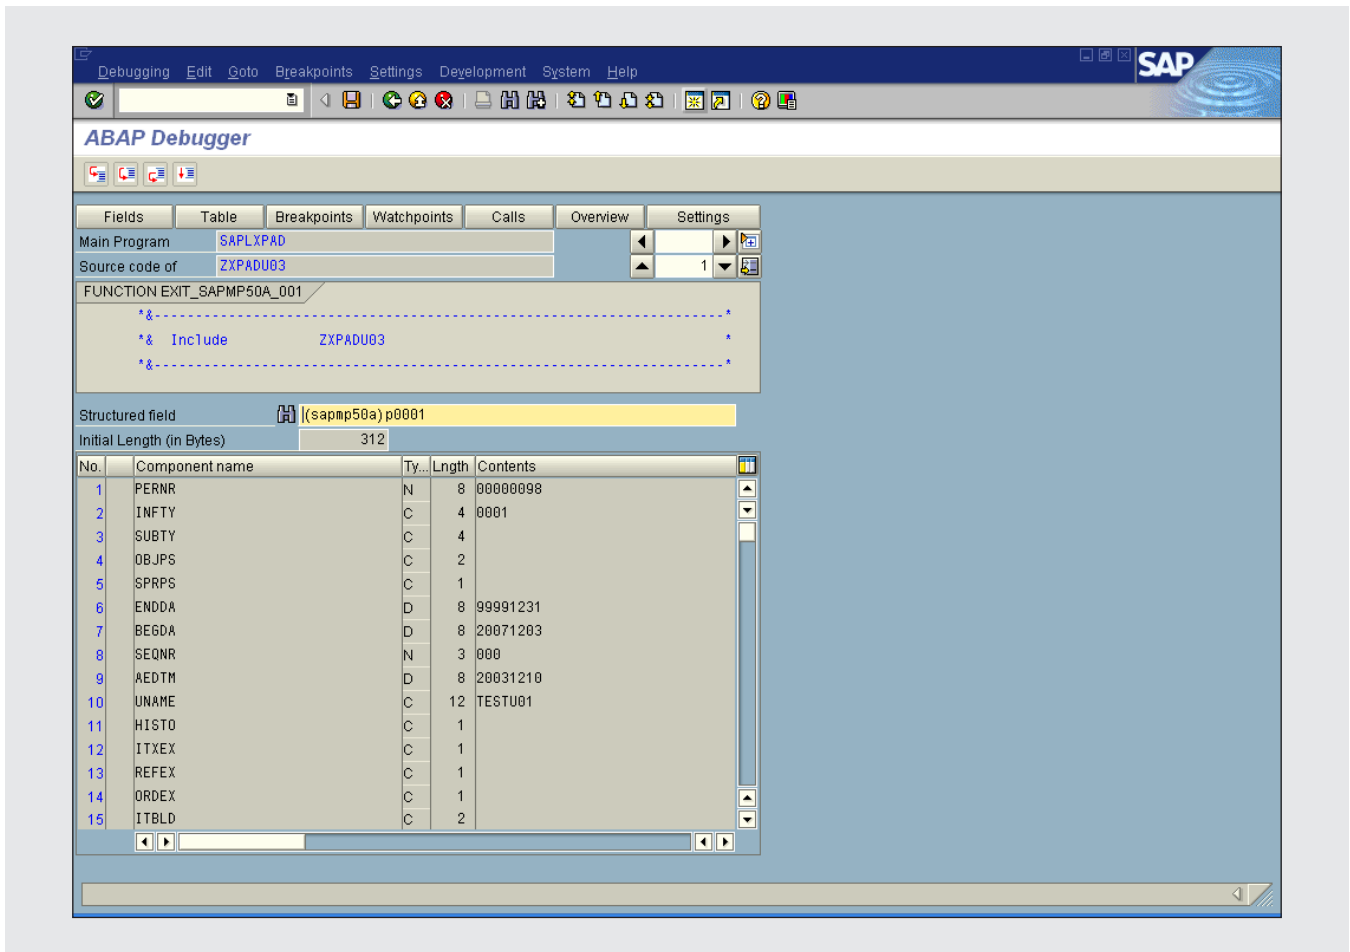 SAP
Debugging Edit Goto Breakpoints Settings Development System Help
ABAP Debugger
Fields Table Breakpoints Watchpoints Calls Overview Settings
Main Program SAPLXPAD
Source code of ZXPADU03 1
FUNCTION EXIT_SAPMP50A_001
*&---------------------------------------------------------------------*
*& Include ZXPADU03 *
*&---------------------------------------------------------------------*
Structured field (sapmp50a)p0001
Initial Length (in Bytes) 312
No. Component name Ty... Lngth Contents
1 PERNR N 8 00000098
2 INFTY C 4 0001
3 SUBTY C 4
4 OBJPS C 2
5 SPRPS C 1
6 ENDDA D 8 99991231
7 BEGDA D 8 20071203
8 SEQNR N 3 000
9 AEDTM D 8 20031210
10 UNAME C 12 TESTU01
11 HISTO C 1
12 ITXEX C 1
13 REFEX C 1
14 ORDEX C 1
15 ITBLD C 2